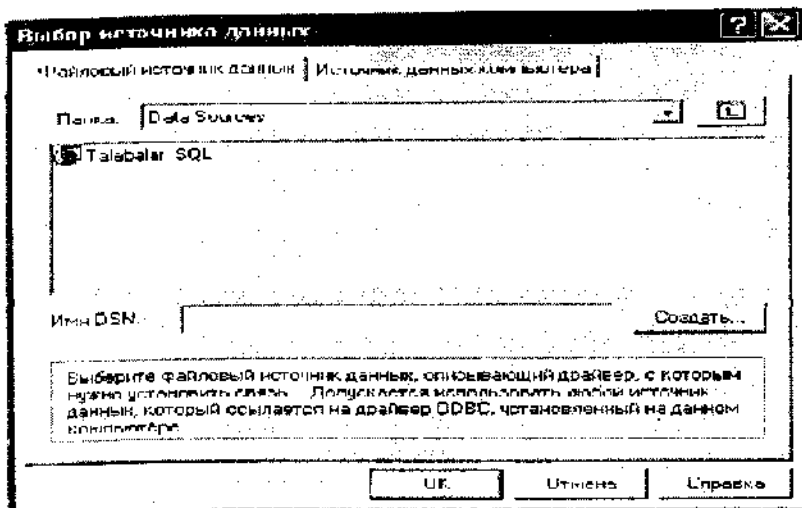 Выбор источника данных
Файловый источник данных Источник данных компьютера
Папка: Data Sources
Talabalar SQL
Имя DSN: Создать...
Выберите файловый источник данных, описывающий драйвер, с которым
нужно установить связь. Допускается использовать любой источник
данных, который ссылается на драйвер ODBC, установленный на данном
компьютере
OK Отмена Справка